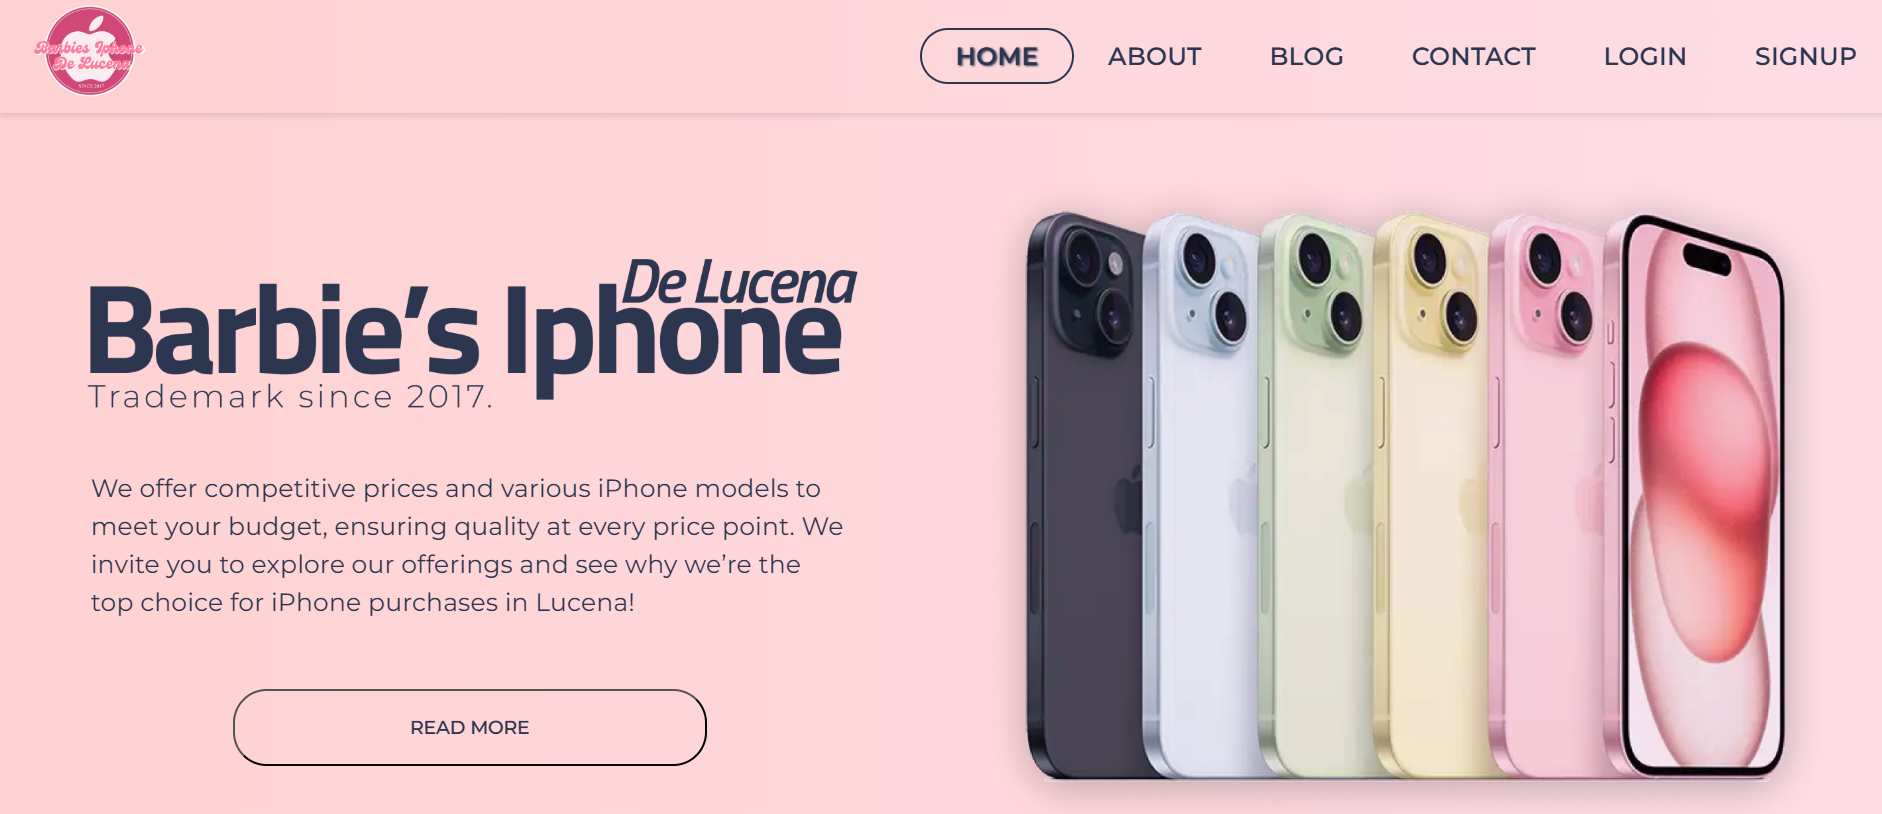 Barbies Iphone
De Lucena
SINCE 2017
HOME ABOUT BLOG CONTACT LOGIN SIGNUP
De Lucena
Barbie’s Iphone
Trademark since 2017.
We offer competitive prices and various iPhone models to
meet your budget, ensuring quality at every price point. We
invite you to explore our offerings and see why we’re the
top choice for iPhone purchases in Lucena!
READ MORE